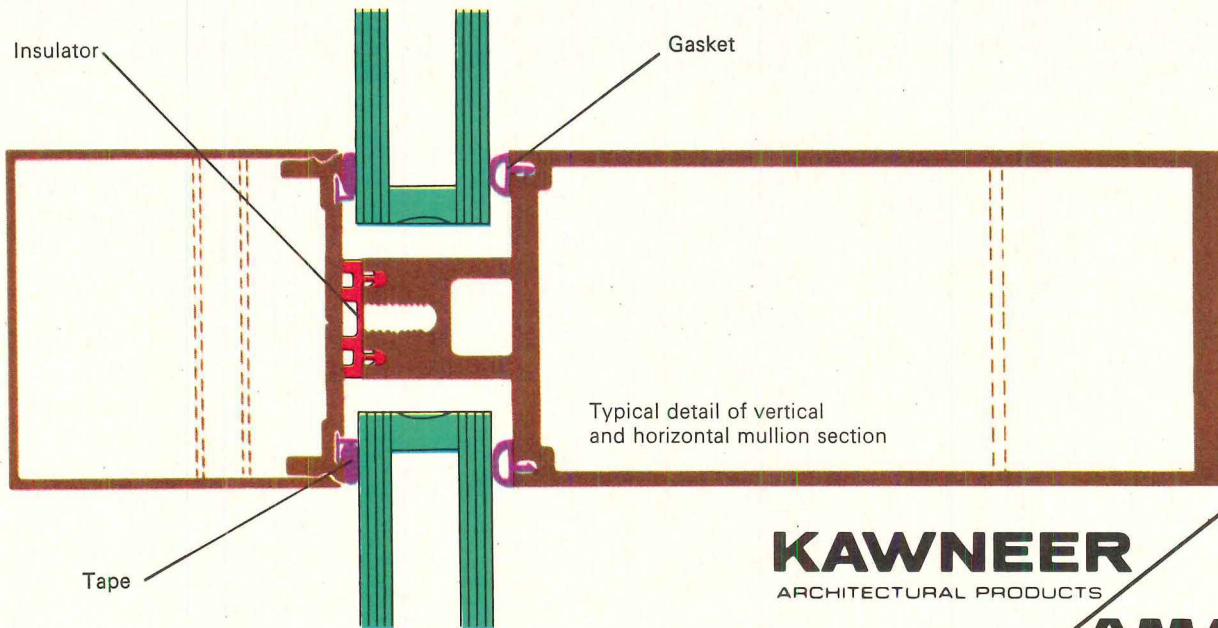 Insulator
Gasket
Typical detail of vertical
and horizontal mullion section
Tape
KAWNEER
ARCHITECTURAL PRODUCTS